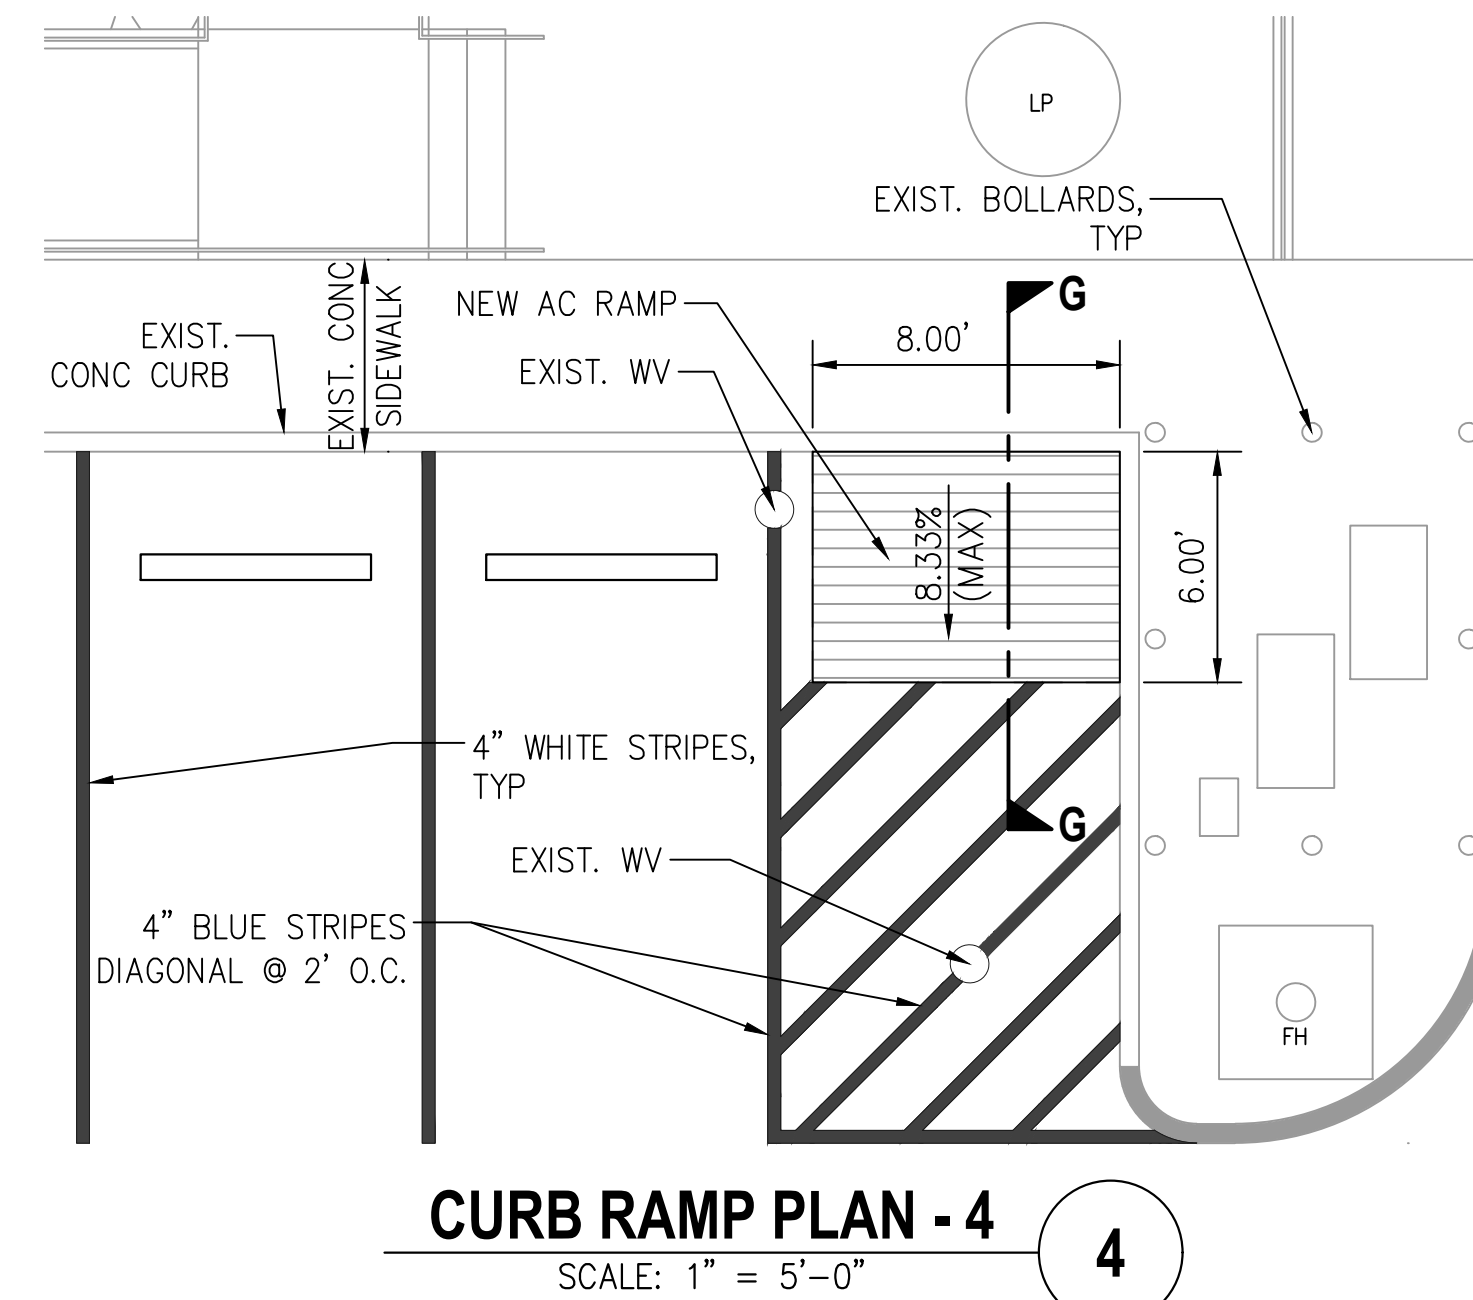 LP
EXIST. BOLLARDS,
TYP
EXIST. CONC
SIDEWALK
NEW AC RAMP
G
8.00'
EXIST.
CONC CURB
EXIST. WV
8.33%
(MAX)
6.00'
4" WHITE STRIPES,
TYP
G
EXIST. WV
4" BLUE STRIPES
DIAGONAL @ 2' O.C.
FH
CURB RAMP PLAN - 4
4
SCALE: 1" = 5'-0"